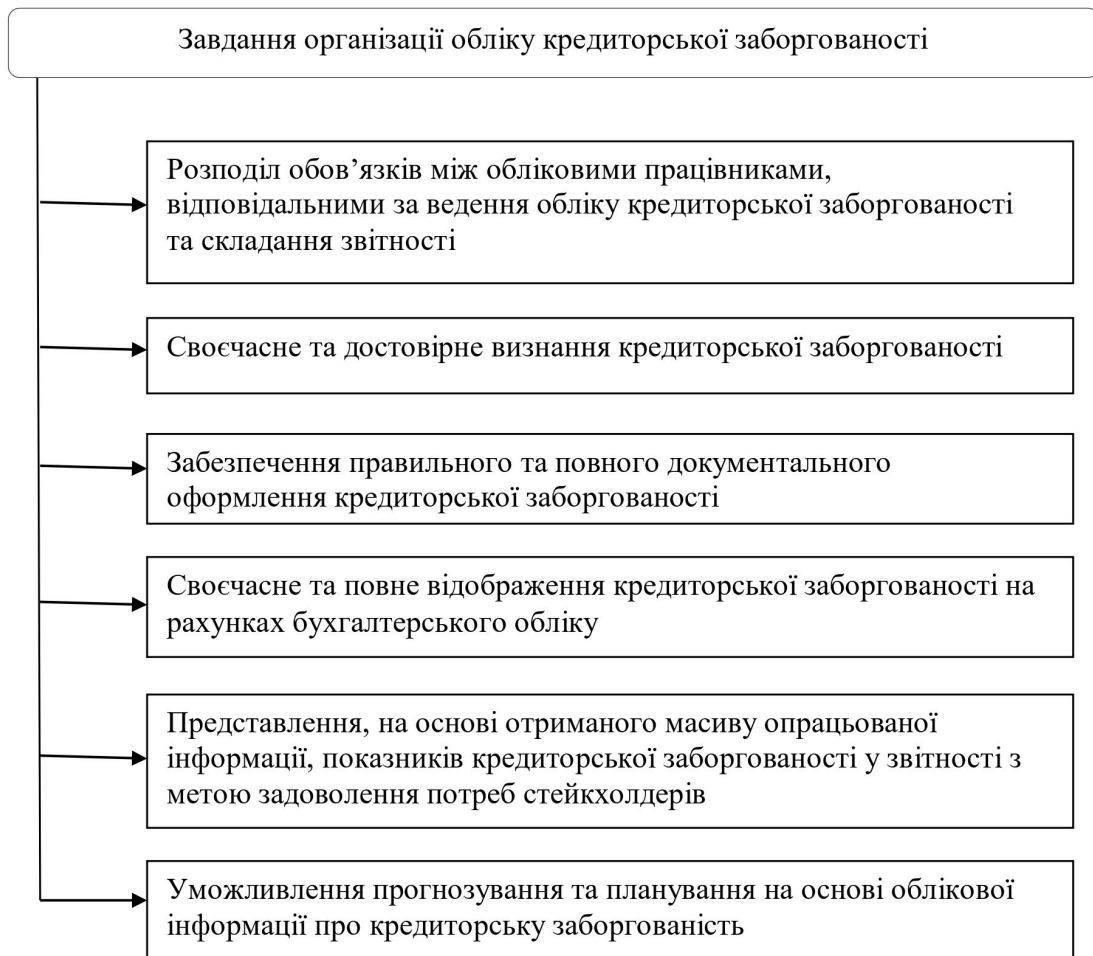 Завдання організації обліку кредиторської заборгованості
Розподіл обов’язків між обліковими працівниками,
відповідальними за ведення обліку кредиторської заборгованості
та складання звітності
Своєчасне та достовірне визнання кредиторської заборгованості
Забезпечення правильного та повного документального
оформлення кредиторської заборгованості
Своєчасне та повне відображення кредиторської заборгованості на
рахунках бухгалтерського обліку
Представлення, на основі отриманого масиву опрацьованої
інформації, показників кредиторської заборгованості у звітності з
метою задоволення потреб стейкхолдерів
Уможливлення прогнозування та планування на основі облікової
інформації про кредиторську заборгованість